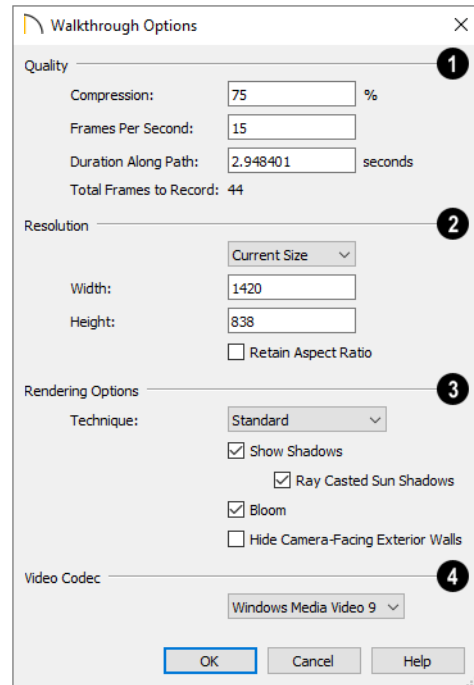 Walkthrough Options
Quality 1
Compression: 75 %
Frames Per Second: 15
Duration Along Path: 2.948401 seconds
Total Frames to Record: 44
Resolution 2
Current Size
Width: 1420
Height: 838
Retain Aspect Ratio
Rendering Options 3
Technique: Standard
Show Shadows
Ray Casted Sun Shadows
Bloom
Hide Camera-Facing Exterior Walls
Video Codec 4
Windows Media Video 9
OK Cancel Help